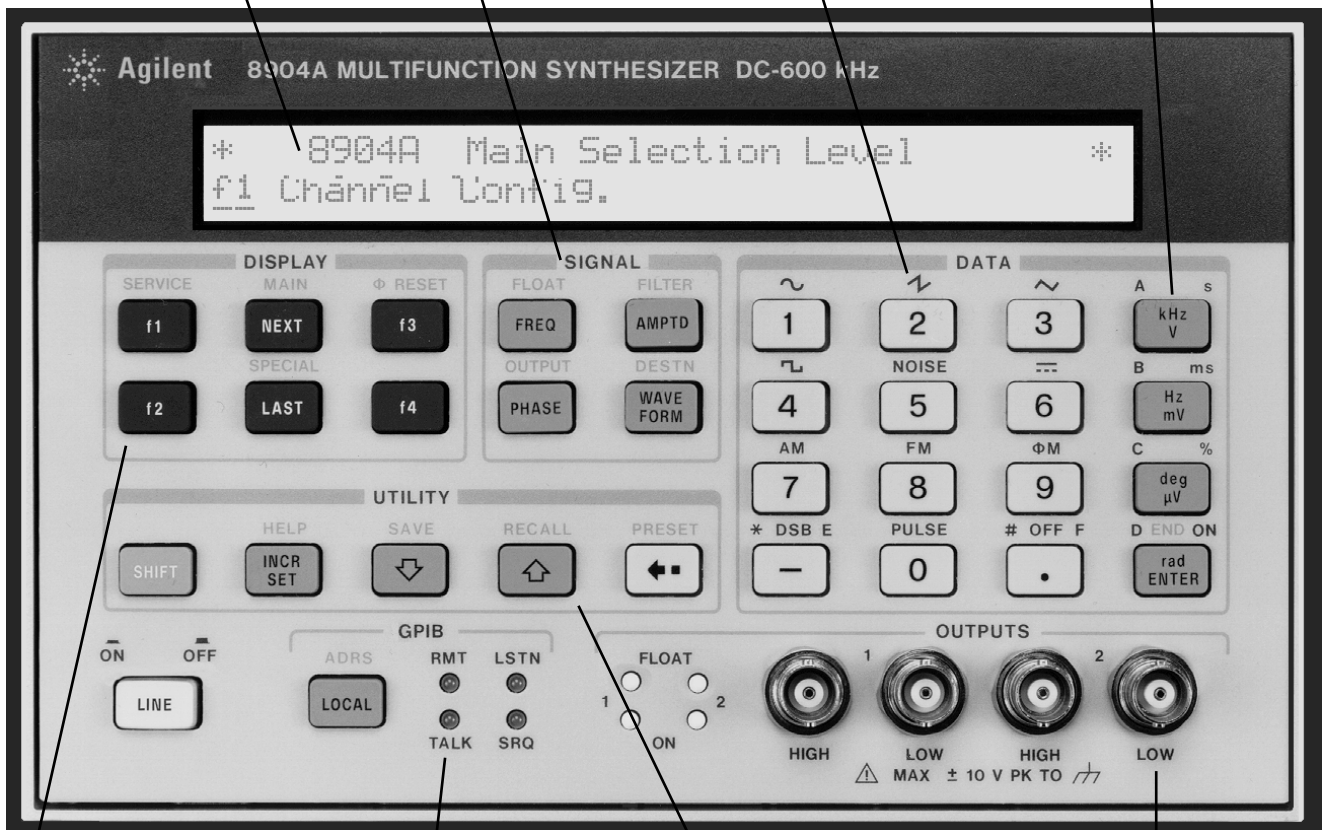 Agilent 8904A MULTIFUNCTION SYNTHESIZER DC-600 kHz
* 8904A Main Selection Level *
f1 Channel Config.
DISPLAY
SERVICE MAIN Φ RESET
f1 NEXT f3
SPECIAL
f2 LAST f4
SIGNAL
FLOAT FILTER
FREQ AMPTD
OUTPUT DESTN
PHASE WAVE FORM
DATA
A s
1 2 3 kHz V
NOISE B ms
4 5 6 Hz mV
AM FM ΦM C %
7 8 9 deg µV
* DSB E PULSE # OFF F D END ON
− 0 . rad ENTER
UTILITY
HELP SAVE RECALL PRESET
SHIFT INCR SET
ON OFF
LINE
GPIB
ADRS RMT LSTN
LOCAL
TALK SRQ
OUTPUTS
FLOAT
1 2
ON
1 2
HIGH LOW HIGH LOW
MAX ± 10 V PK TO